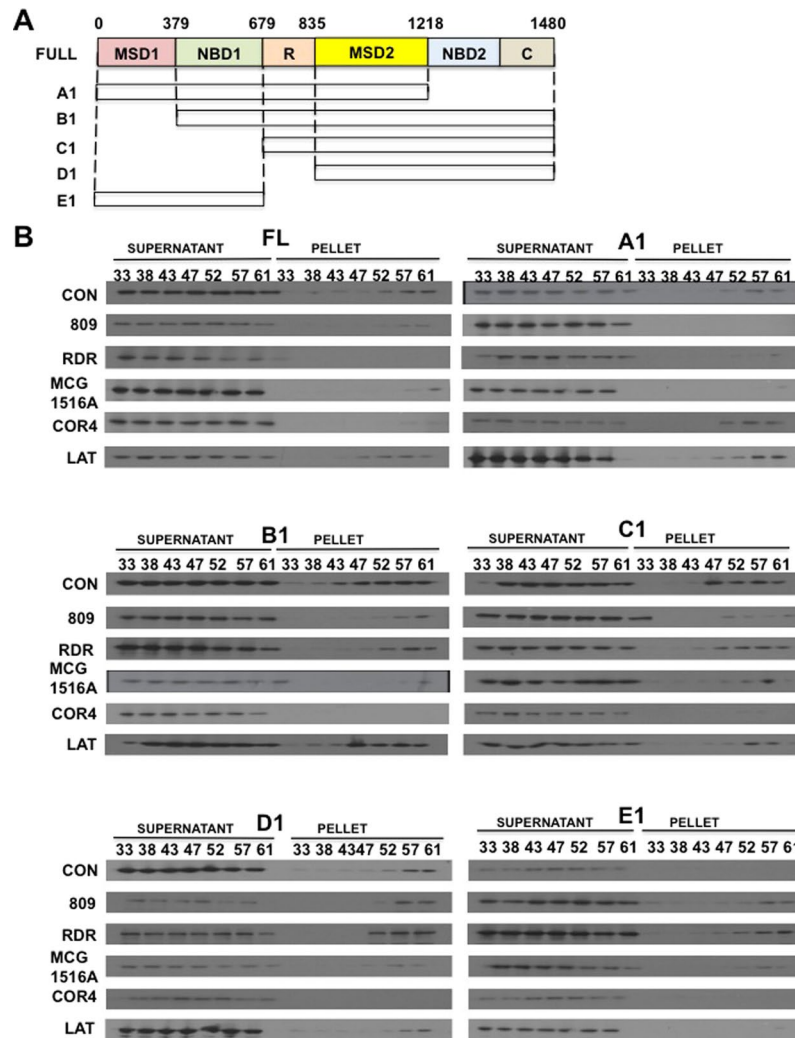 A
0 379 679 835 1218 1480
FULL MSD1 NBD1 R MSD2 NBD2 C
A1
B1
C1
D1
E1
B
FL
SUPERNATANT PELLET
33 38 43 47 52 57 61 33 38 43 47 52 57 61
CON
809
RDR
MCG
1516A
COR4
LAT
A1
SUPERNATANT PELLET
33 38 43 47 52 57 61 33 38 43 47 52 57 61
B1
SUPERNATANT PELLET
33 38 43 47 52 57 61 33 38 43 47 52 57 61
CON
809
RDR
MCG
1516A
COR4
LAT
C1
SUPERNATANT PELLET
33 38 43 47 52 57 61 33 38 43 47 52 57 61
D1
SUPERNATANT PELLET
33 38 43 47 52 57 61 33 38 4347 52 57 61
CON
809
RDR
MCG
1516A
COR4
LAT
E1
SUPERNATANT PELLET
33 38 43 47 52 57 61 33 38 43 47 52 57 61